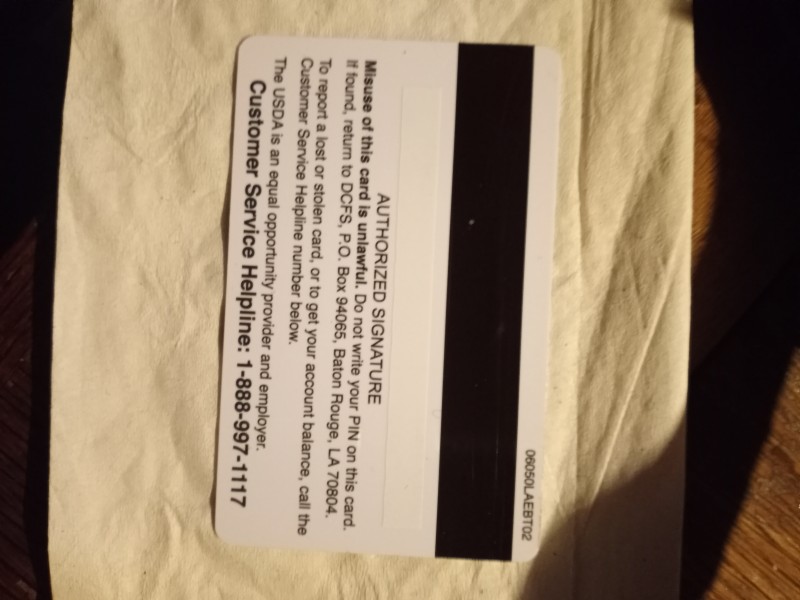 06050LAEBT02
AUTHORIZED SIGNATURE
Misuse of this card is unlawful. Do not write your PIN on this card.
If found, return to DCFS, P.O. Box 94065, Baton Rouge, LA 70804.
To report a lost or stolen card, or to get your account balance, call the
Customer Service Helpline number below.
The USDA is an equal opportunity provider and employer.
Customer Service Helpline: 1-888-997-1117